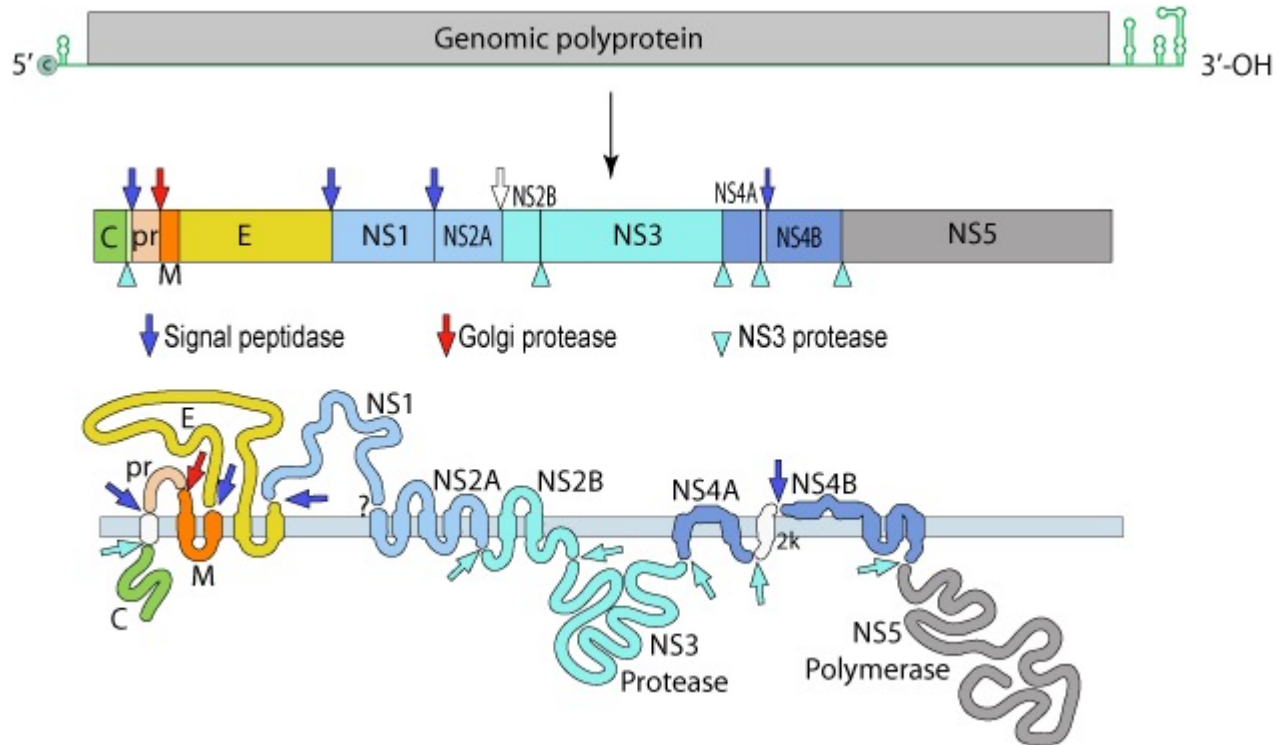 Genomic polyprotein
5′ C 3′-OH
NS2B NS4A
C pr M E NS1 NS2A NS3 NS4B NS5
Signal peptidase Golgi protease NS3 protease
NS1
E
pr NS2A NS2B NS4A NS4B
?
2k
M
C
NS3
Protease
NS5
Polymerase